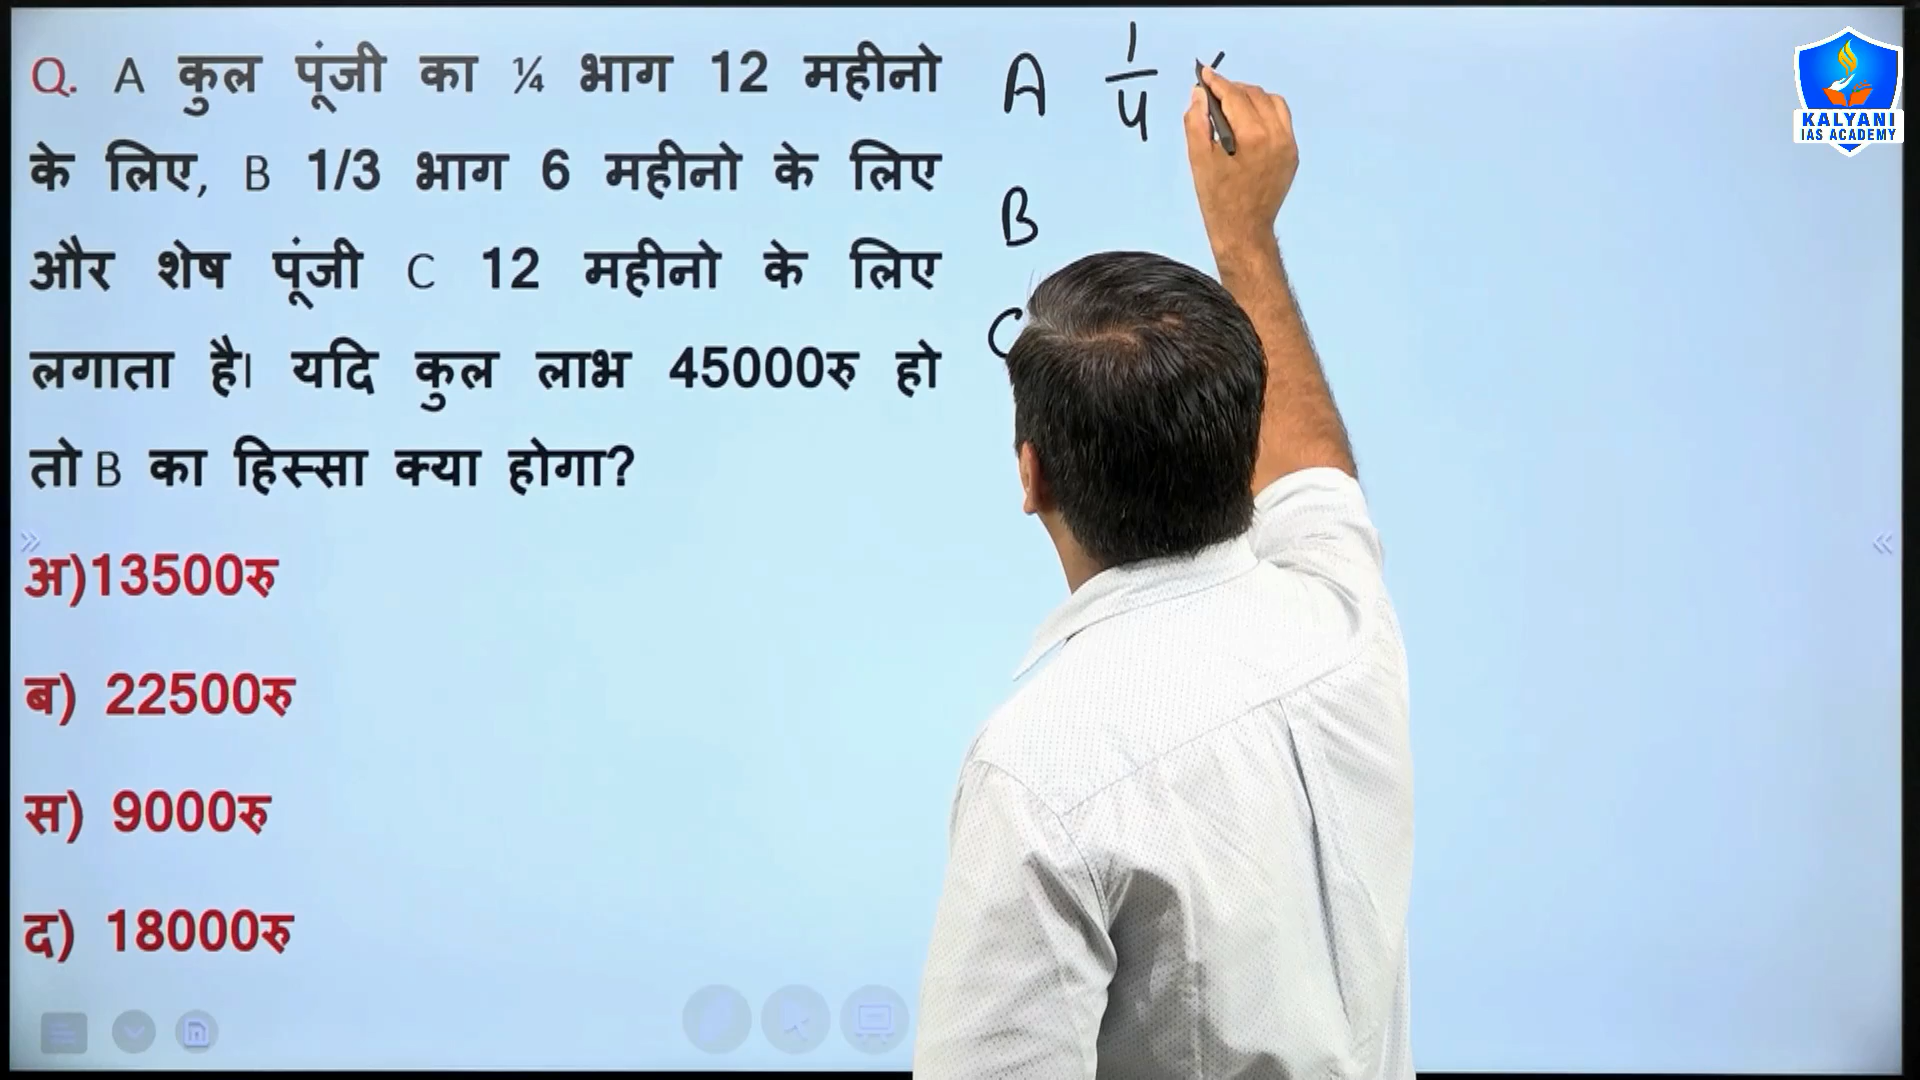 Q. A कुल पूंजी का ¼ भाग 12 महीनो
के लिए, B 1/3 भाग 6 महीनो के लिए
और शेष पूंजी C 12 महीनो के लिए
लगाता है। यदि कुल लाभ 45000रु हो
तो B का हिस्सा क्या होगा?
अ)13500रु
ब) 22500रु
स) 9000रु
द) 18000रु
A 1/4
B
C
KALYANI
IAS ACADEMY